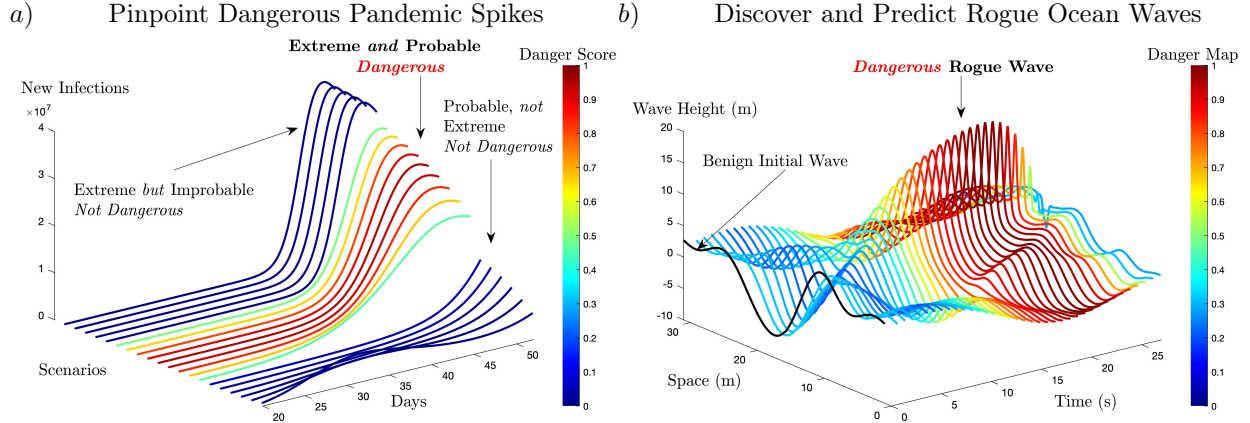 a) Pinpoint Dangerous Pandemic Spikes
Extreme and Probable
Dangerous
Danger Score
New Infections
×10⁷
4
3
2
1
0
Extreme but Improbable
Not Dangerous
Probable, not
Extreme
Not Dangerous
Scenarios
Days
20
25
30
35
40
45
50
1
0.9
0.8
0.7
0.6
0.5
0.4
0.3
0.2
0.1
0
b) Discover and Predict Rogue Ocean Waves
Dangerous Rogue Wave
Danger Map
Wave Height (m)
20
15
10
5
0
-5
-10
Benign Initial Wave
30
20
10
0
Space (m)
0
5
10
15
20
25
Time (s)
1
0.9
0.8
0.7
0.6
0.5
0.4
0.3
0.2
0.1
0